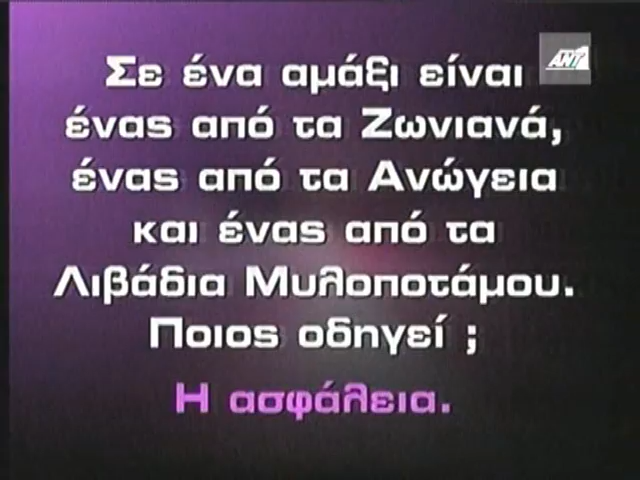 ΑΝΤ1
Σε ένα αμάξι είναι
ένας από τα Ζωνιανά,
ένας από τα Ανώγεια
και ένας από τα
Λιβάδια Μυλοποτάμου.
Ποιος οδηγεί ;
Η ασφάλεια.